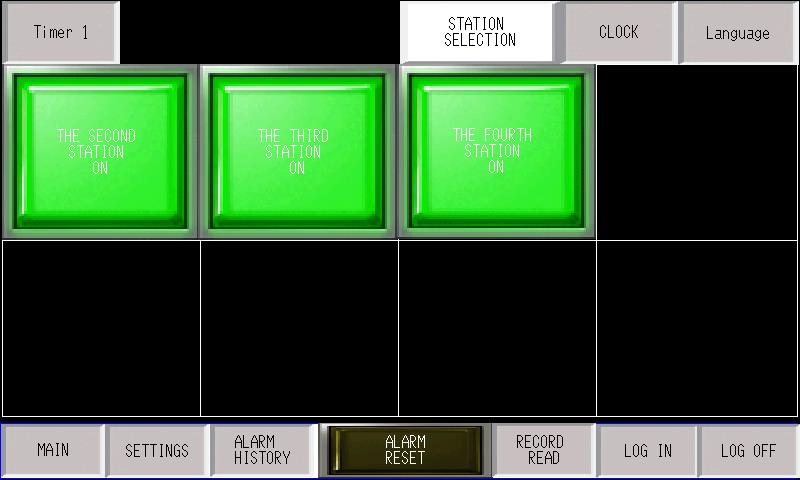 Timer 1
STATION
SELECTION
CLOCK
Language
THE SECOND
STATION
ON
THE THIRD
STATION
ON
THE FOURTH
STATION
ON
MAIN
SETTINGS
ALARM
HISTORY
ALARM
RESET
RECORD
READ
LOG IN
LOG OFF